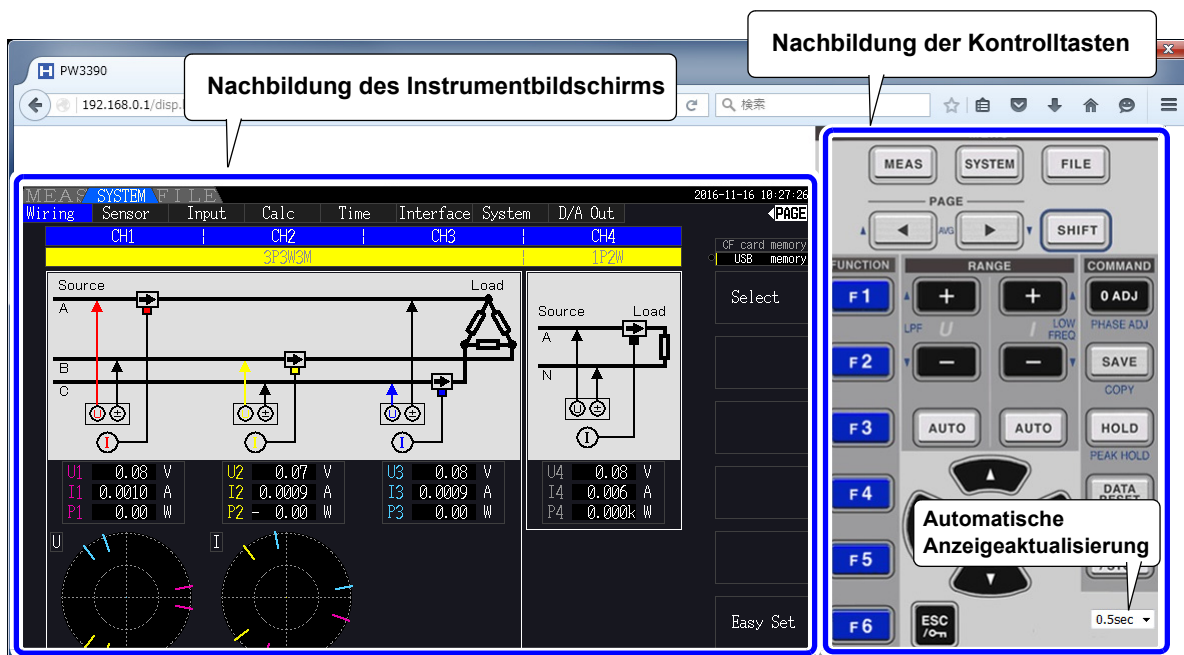 Nachbildung der Kontrolltasten
PW3390
Nachbildung des Instrumentbildschirms
192.168.0.1/disp.
検索
MEAS SYSTEM FILE
2016-11-16 10:27:26
Wiring Sensor Input Calc Time Interface System D/A Out
PAGE
CH1 CH2 CH3 CH4
3P3W3M 1P2W
CF card memory
USB memory
Source Load
A
B
C
U ± U ± U ±
I I I
Source Load
A
N
U ±
I
Select
U1 0.08 V
I1 0.0010 A
P1 0.00 W
U2 0.07 V
I2 0.0009 A
P2 - 0.00 W
U3 0.08 V
I3 0.0009 A
P3 0.00 W
U4 0.08 V
I4 0.006 A
P4 0.000k W
U I
Easy Set
MEAS SYSTEM FILE
PAGE
AVG
SHIFT
FUNCTION RANGE COMMAND
F1 + + 0 ADJ
LPF U I LOW FREQ PHASE ADJ
F2 − − SAVE
COPY
F3 AUTO AUTO HOLD
PEAK HOLD
F4 DATA
Automatische
Anzeigeaktualisierung
F5
0.5sec
F6 ESC